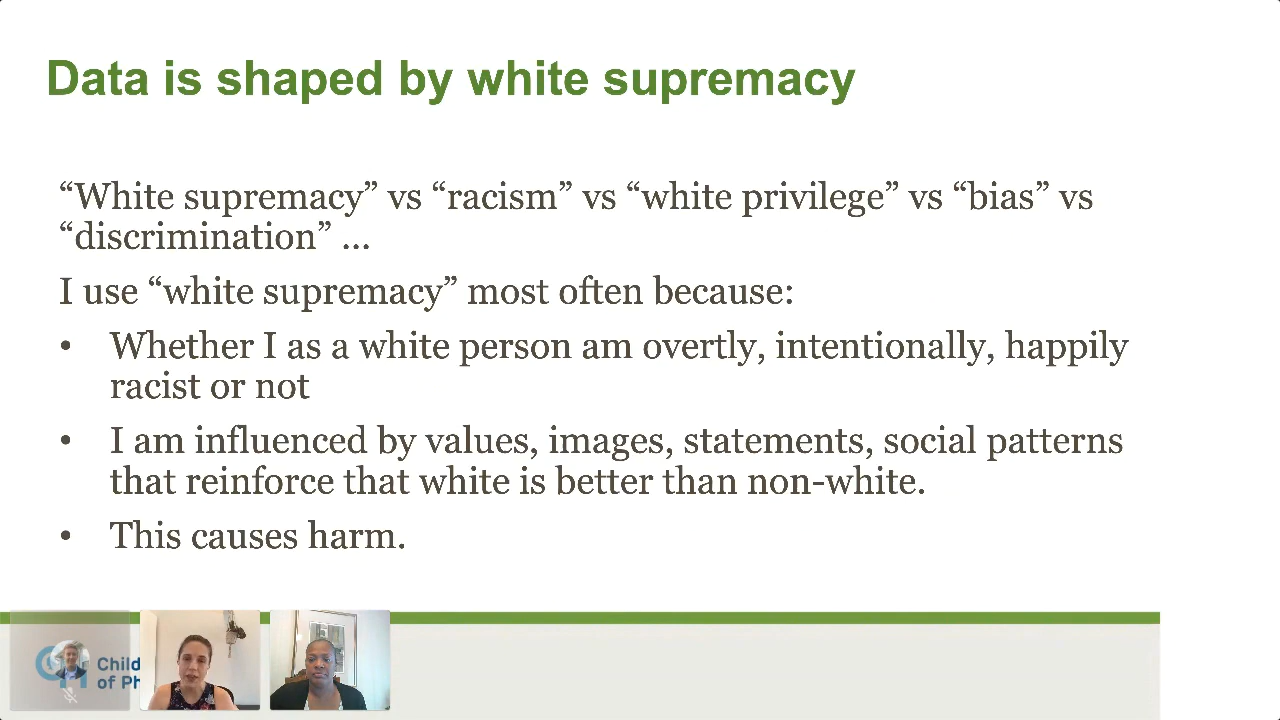 Data is shaped by white supremacy
“White supremacy” vs “racism” vs “white privilege” vs “bias” vs
“discrimination” ...
I use “white supremacy” most often because:
• Whether I as a white person am overtly, intentionally, happily
racist or not
• I am influenced by values, images, statements, social patterns
that reinforce that white is better than non-white.
• This causes harm.
Child
of Ph